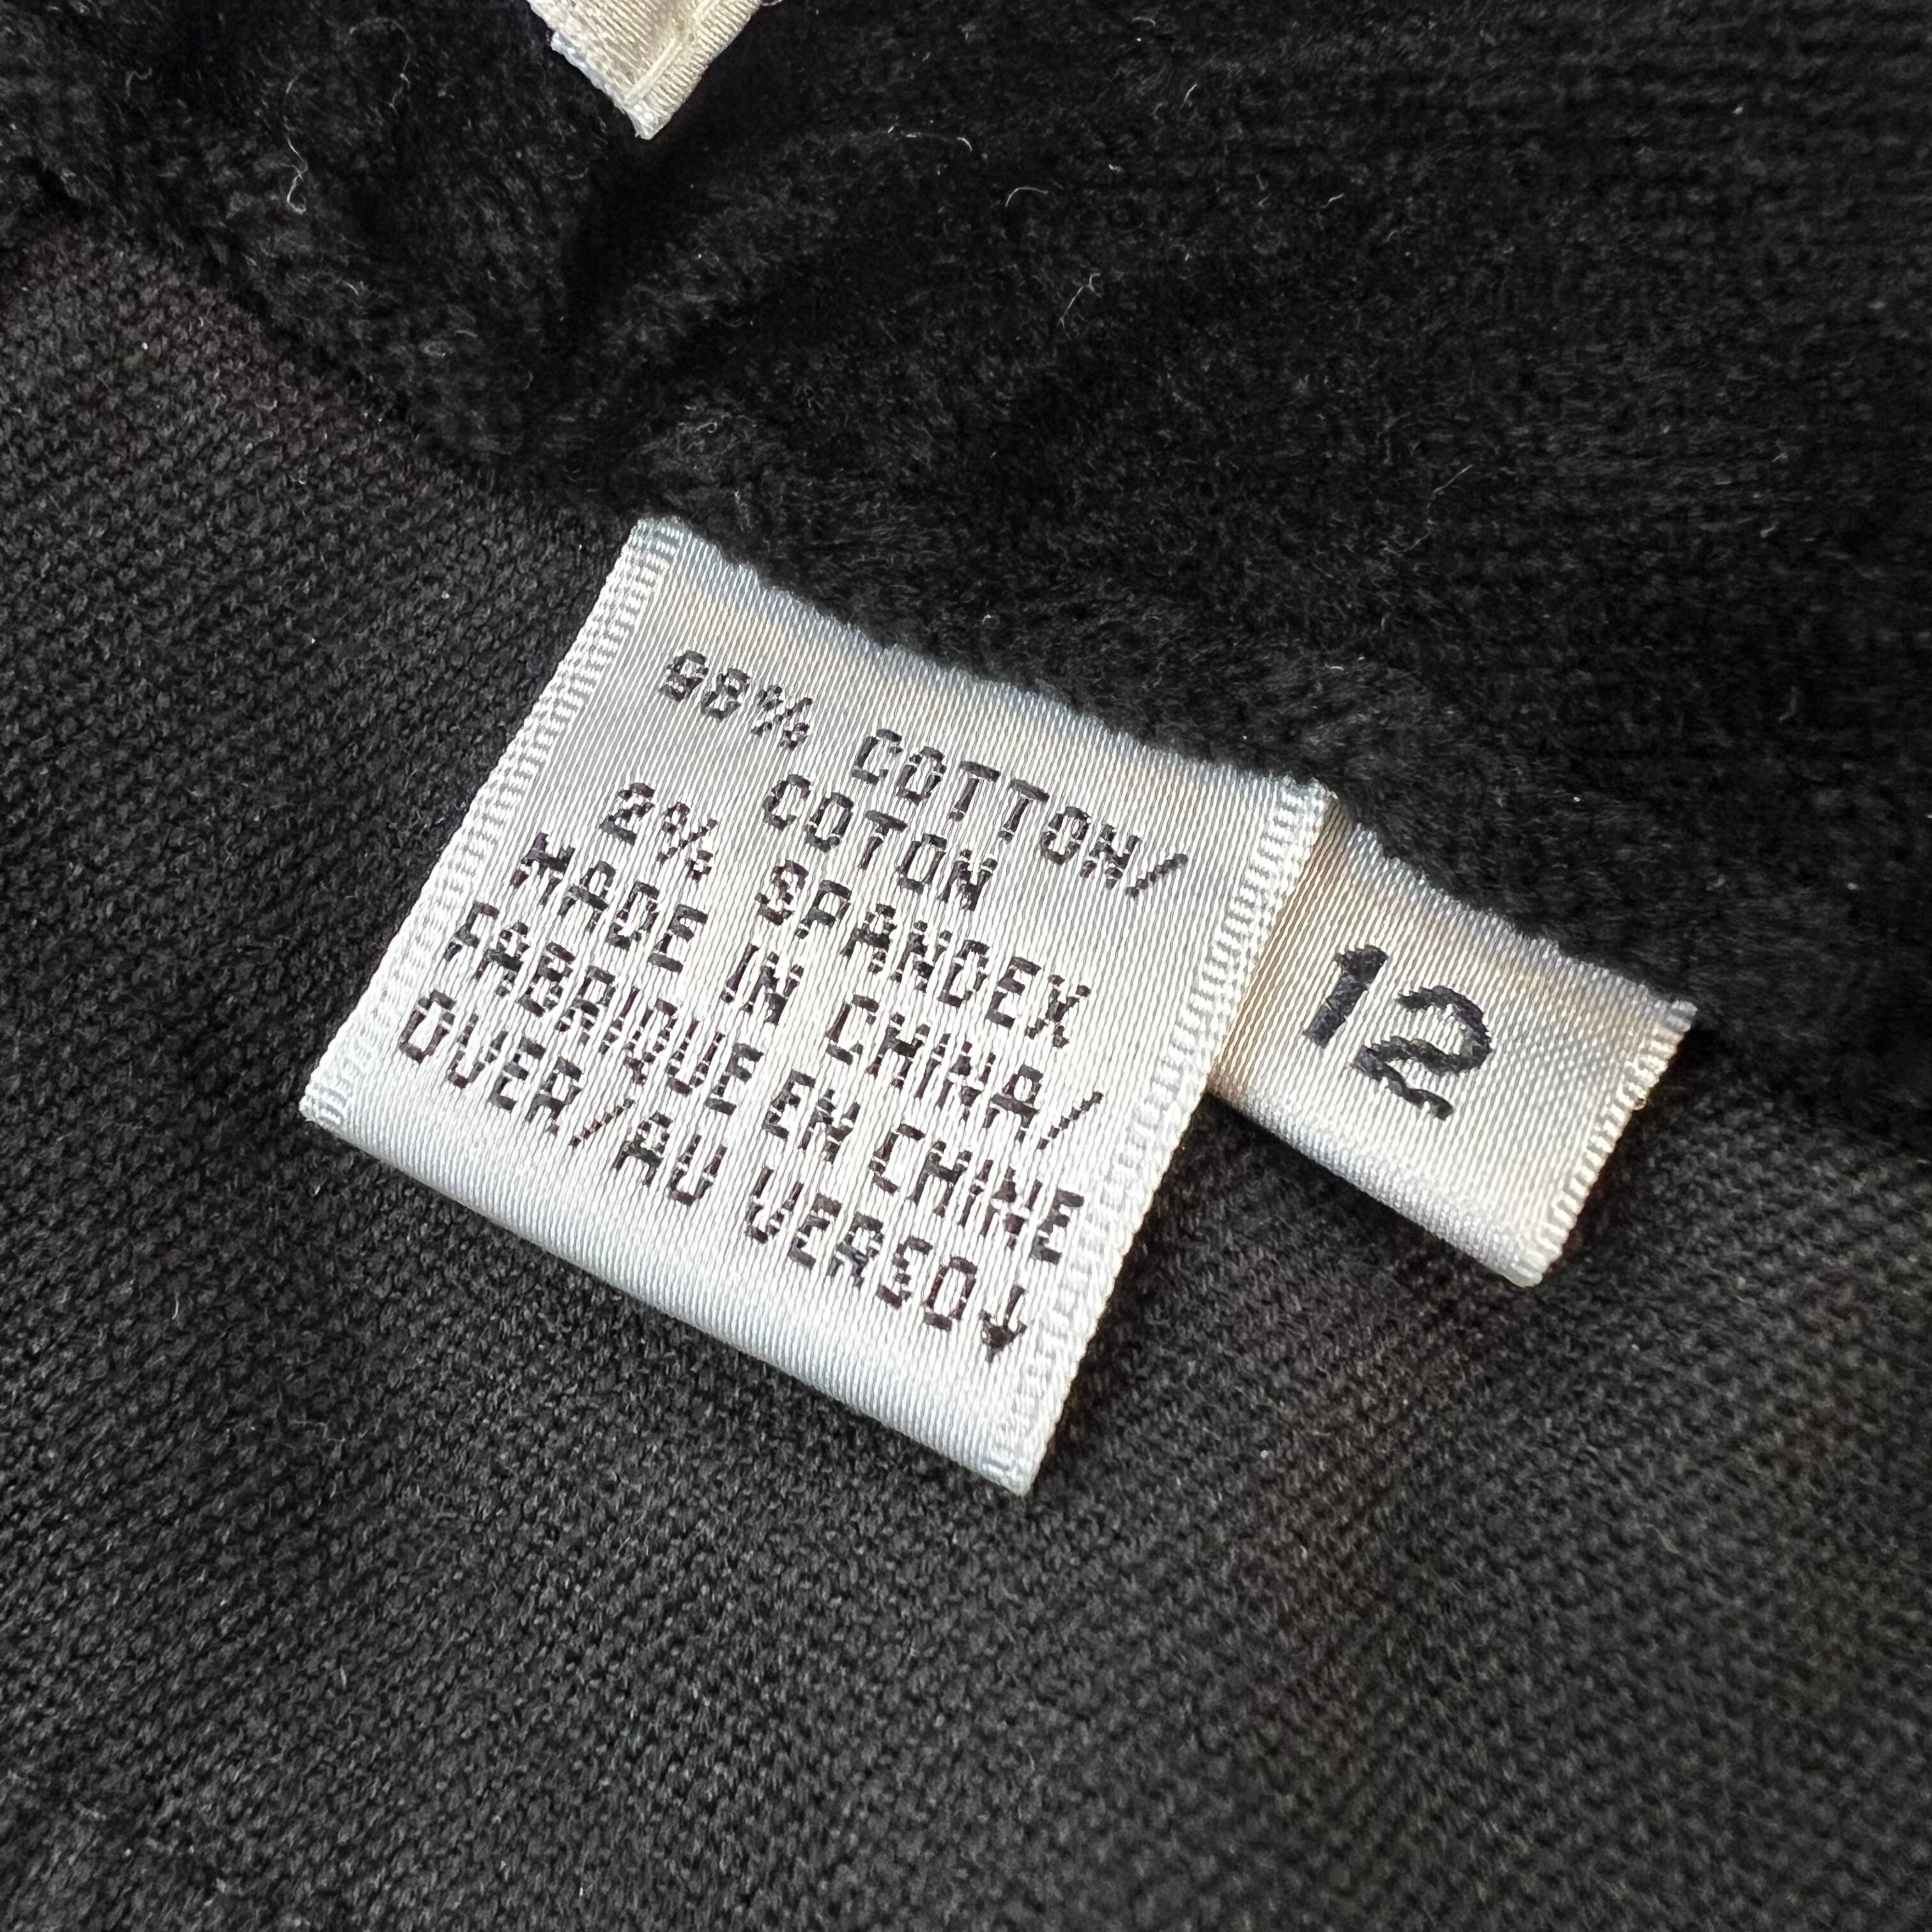 98% COTTON/
COTON
2% SPANDEX
MADE IN CHINA/
FABRIQUE EN CHINE
OVER/AU VERSO↓
12